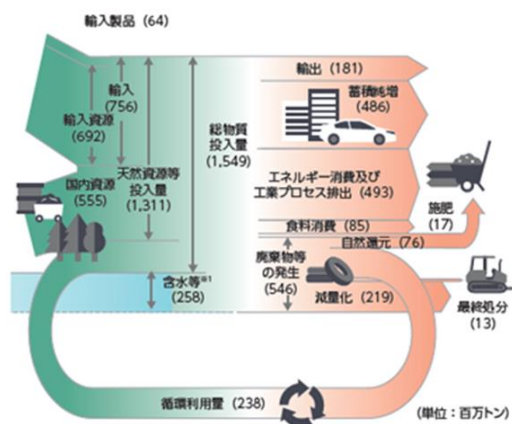 輸入製品 (64)
輸入
(756)
輸入資源
(692)
国内資源
(555)
天然資源等
投入量
(1,311)
総物質
投入量
(1,549)
含水等※1
(258)
輸出 (181)
蓄積純増
(486)
エネルギー消費及び
工業プロセス排出 (493)
食料消費 (85)
施肥
(17)
自然還元 (76)
廃棄物等
の発生
(546)
減量化 (219)
最終処分
(13)
循環利用量 (238)
(単位:百万トン)